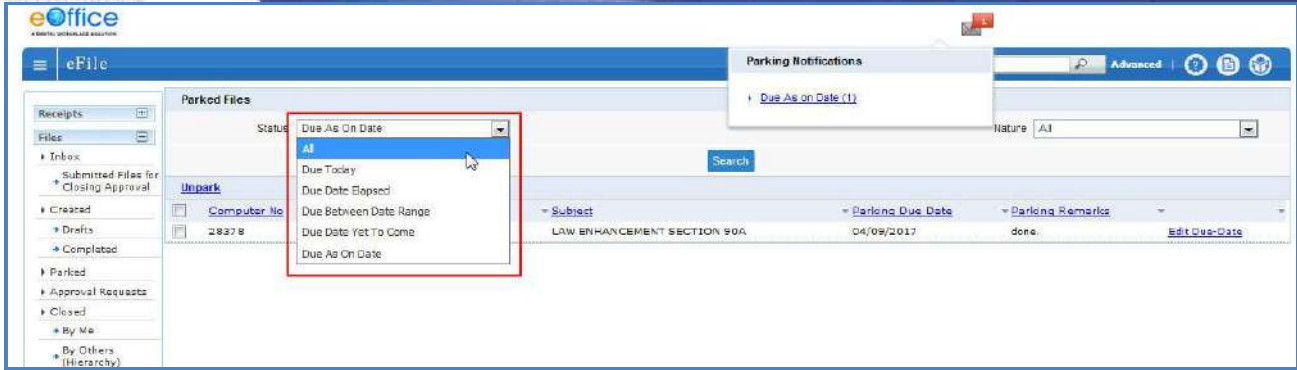 eOffice
A DIGITAL WORKPLACE SOLUTION
1
eFile
Parking Notifications
Due As on Date (1)
Advanced
Receipts
Files
Inbox
Submitted Files for
Closing Approval
Created
Drafts
Completed
Parked
Approval Requests
Closed
By Me
By Others
(Hierarchy)
Parked Files
Status Due As On Date
All
Due Today
Due Date Elapsed
Due Between Date Range
Due Date Yet To Come
Due As On Date
Nature All
Search
Unpark
Computer No Subject Parking Due Date Parking Remarks
28378 LAW ENHANCEMENT SECTION 90A 04/09/2017 done. Edit Due-Date